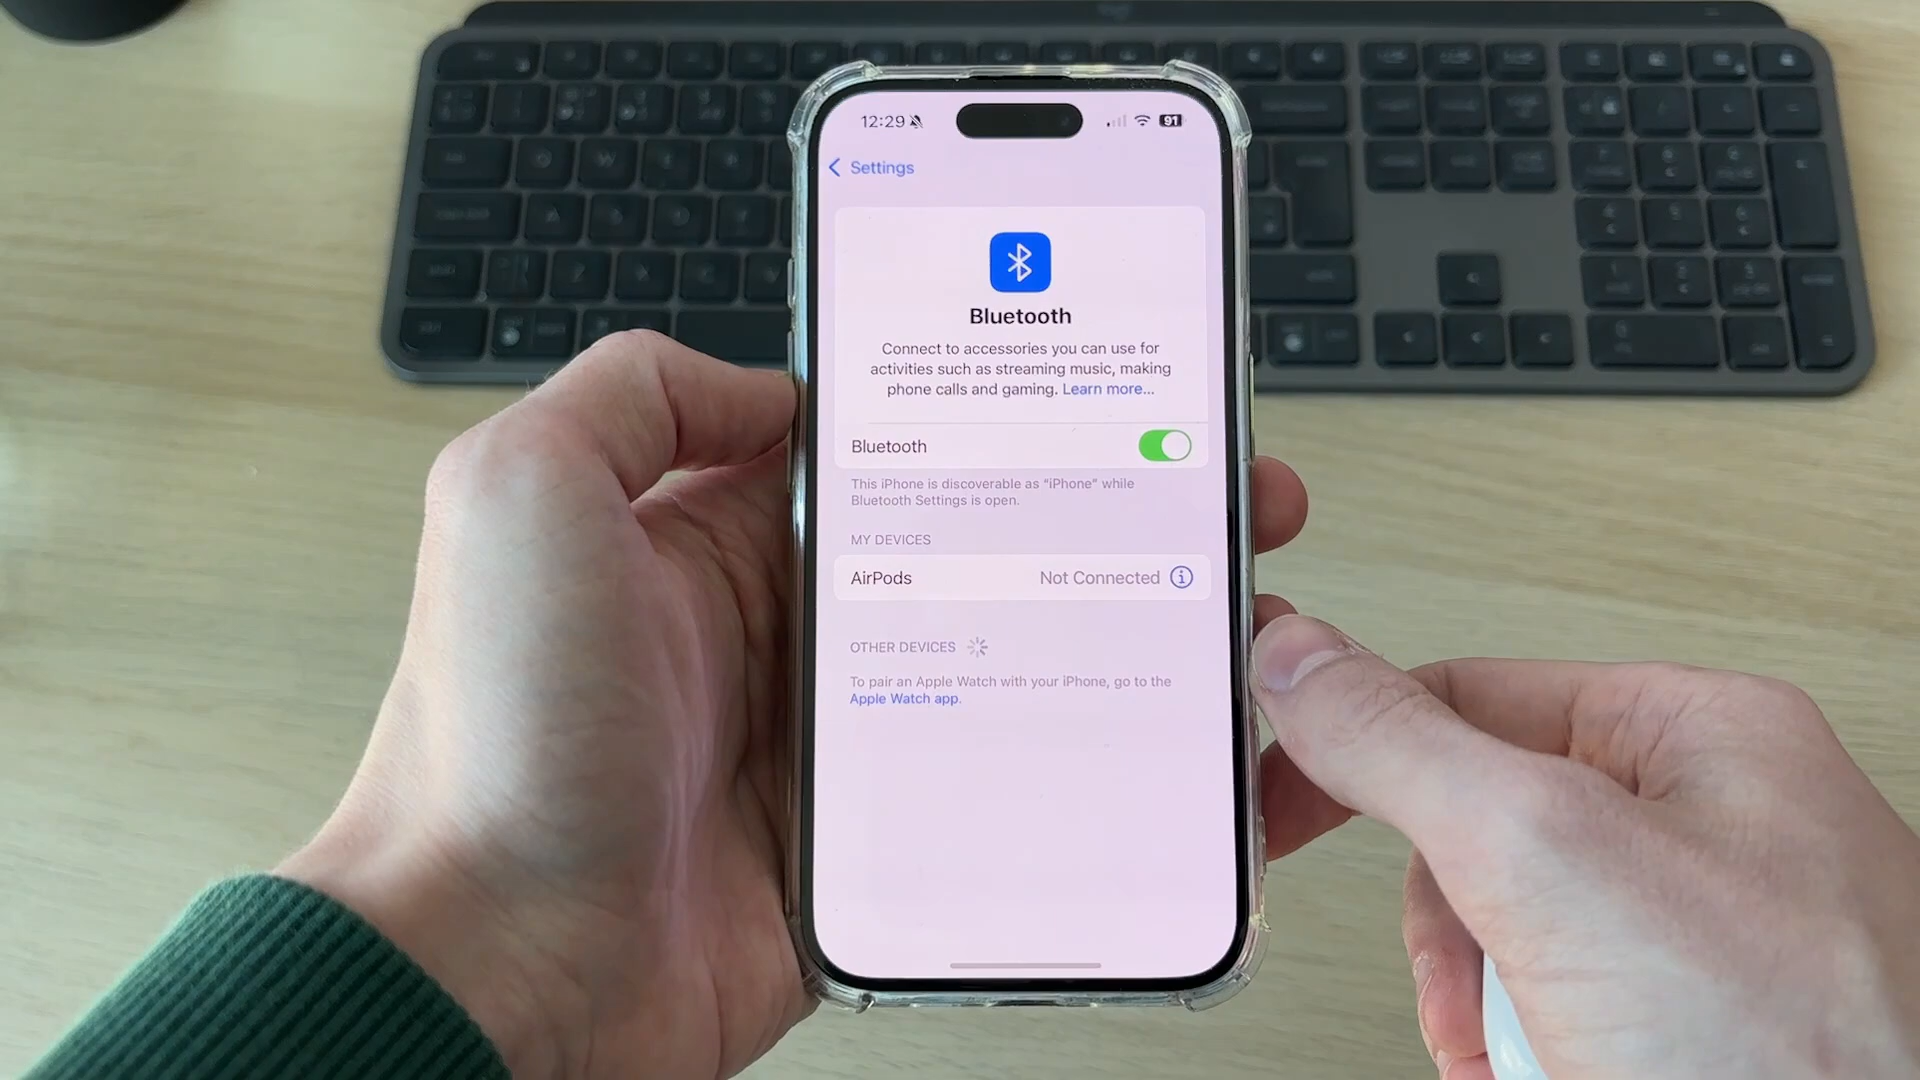 12:29
91
Settings
Bluetooth
Connect to accessories you can use for
activities such as streaming music, making
phone calls and gaming. Learn more...
Bluetooth
This iPhone is discoverable as “iPhone” while
Bluetooth Settings is open.
MY DEVICES
AirPods Not Connected
OTHER DEVICES
To pair an Apple Watch with your iPhone, go to the
Apple Watch app.